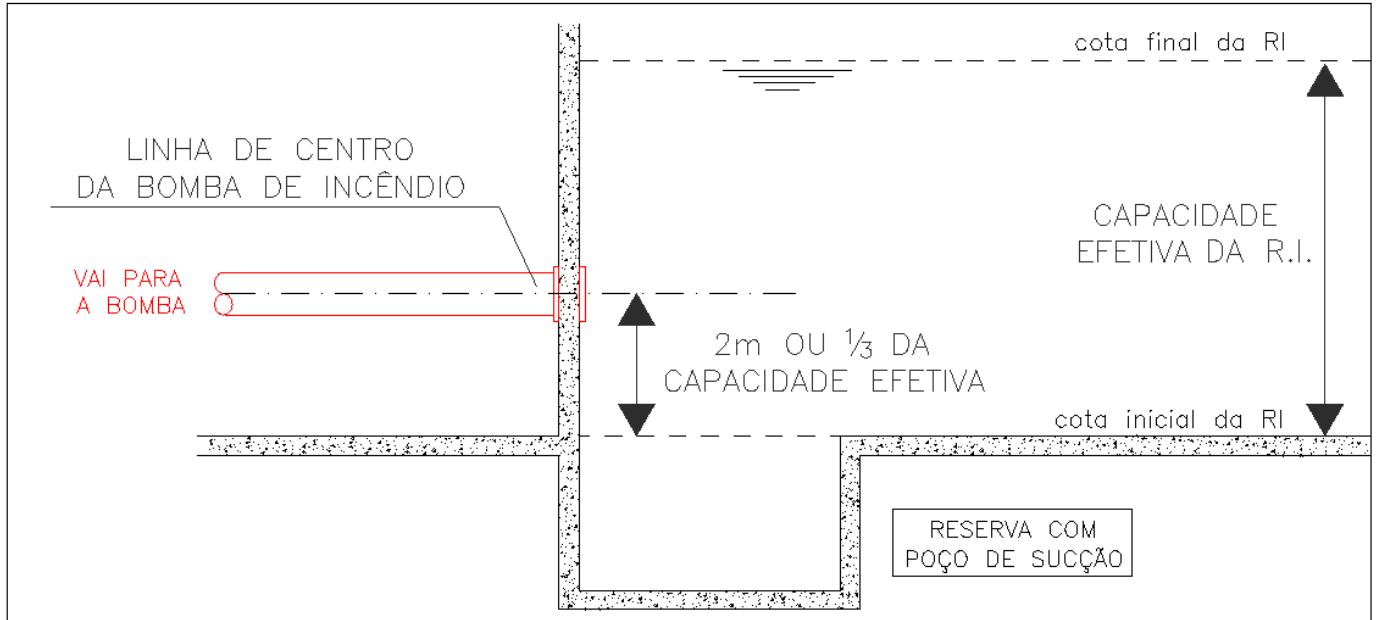 cota final da RI
LINHA DE CENTRO
DA BOMBA DE INCÊNDIO
CAPACIDADE
EFETIVA DA R.I.
VAI PARA
A BOMBA
2m OU ⅓ DA
CAPACIDADE EFETIVA
cota inicial da RI
RESERVA COM
POÇO DE SUCÇÃO